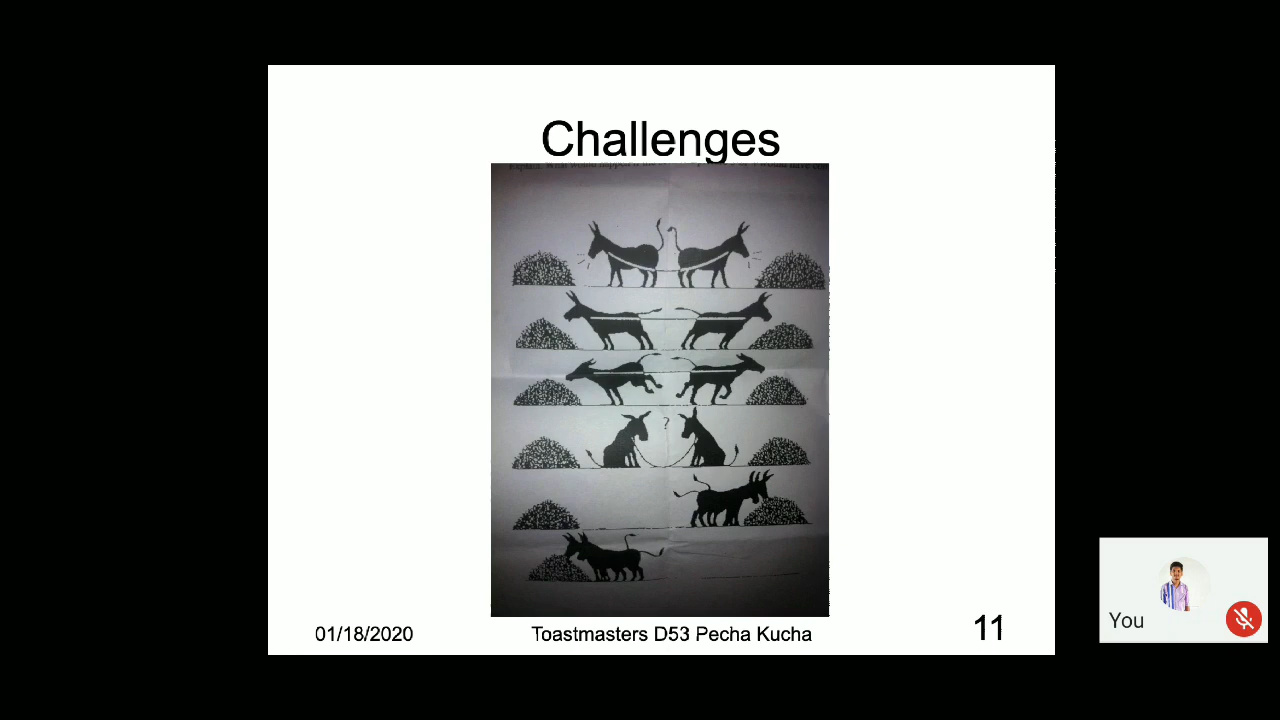 Challenges
?
01/18/2020
Toastmasters D53 Pecha Kucha
11
You